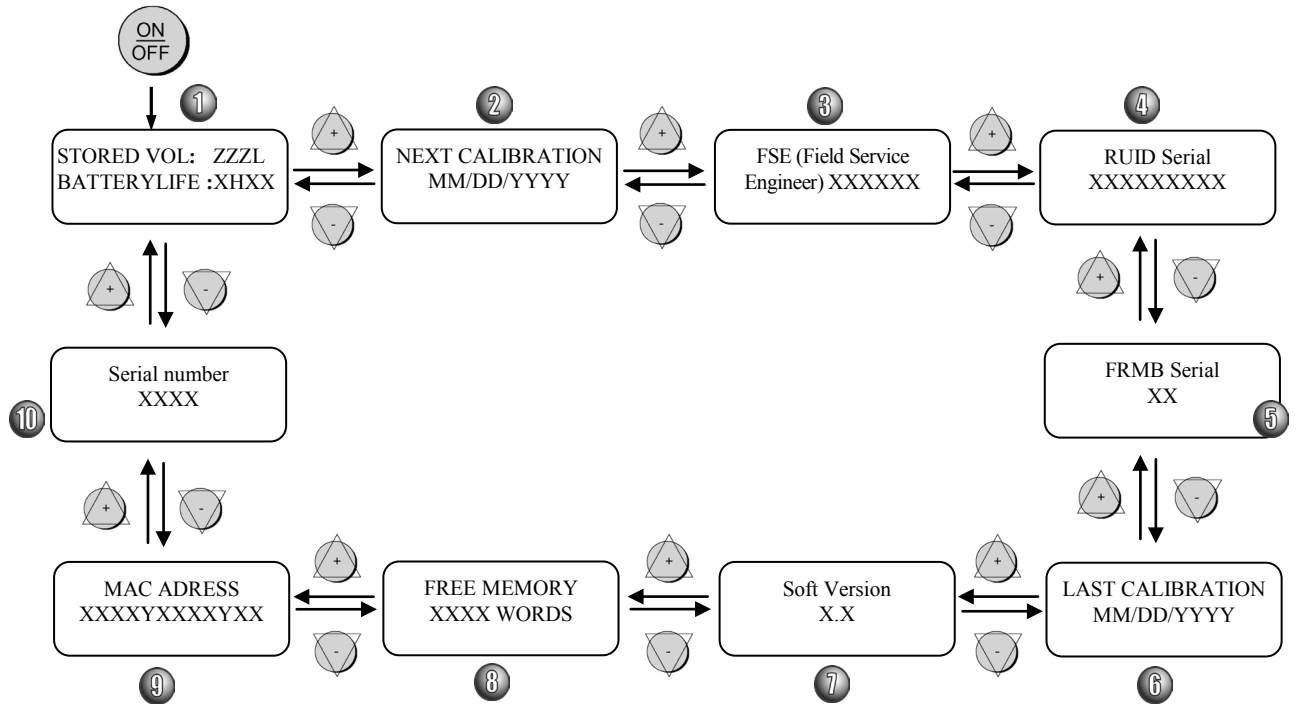 ON
OFF
1
2
3
4
STORED VOL: ZZZL
BATTERYLIFE :XHXX
+
-
NEXT CALIBRATION
MM/DD/YYYY
+
-
FSE (Field Service
Engineer) XXXXXX
+
-
RUID Serial
XXXXXXXXX
+
-
+
-
Serial number
XXXX
10
FRMB Serial
XX
5
+
-
+
-
MAC ADRESS
XXXXYXXXXYXX
+
-
FREE MEMORY
XXXX WORDS
+
-
Soft Version
X.X
+
-
LAST CALIBRATION
MM/DD/YYYY
9
8
7
6